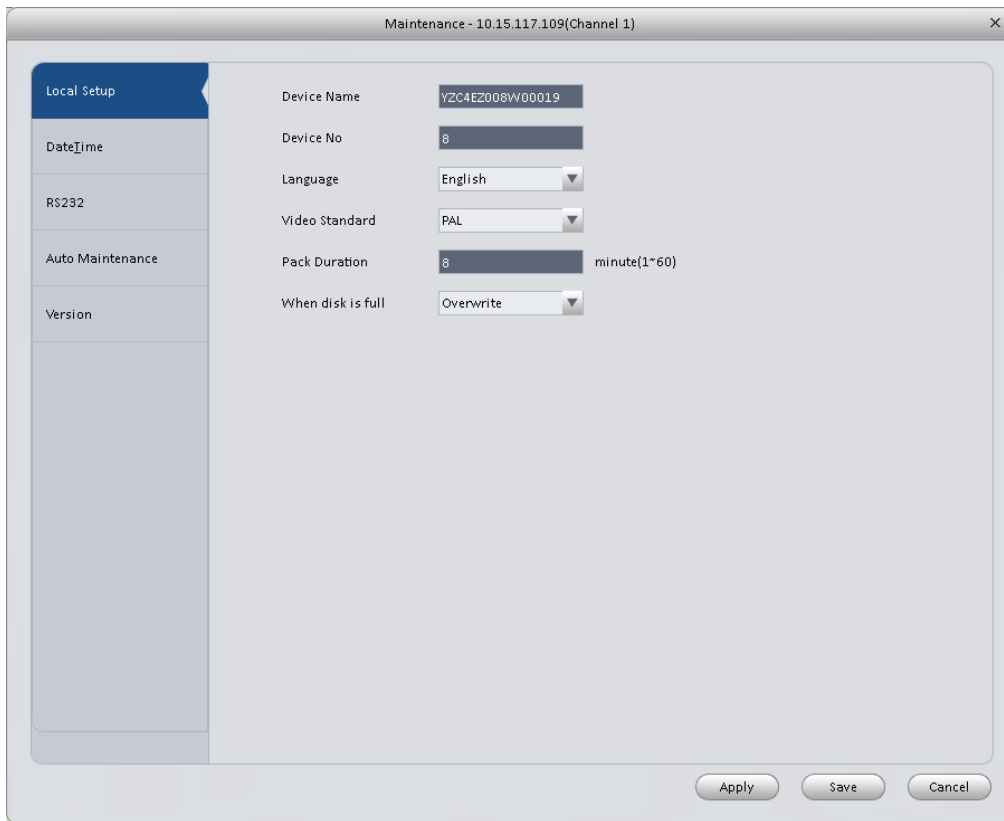 Maintenance - 10.15.117.109(Channel 1)
Local Setup
DateTime
RS232
Auto Maintenance
Version
Device Name YZC4EZ008W00019
Device No 8
Language English
Video Standard PAL
Pack Duration 8 minute(1~60)
When disk is full Overwrite
Apply Save Cancel